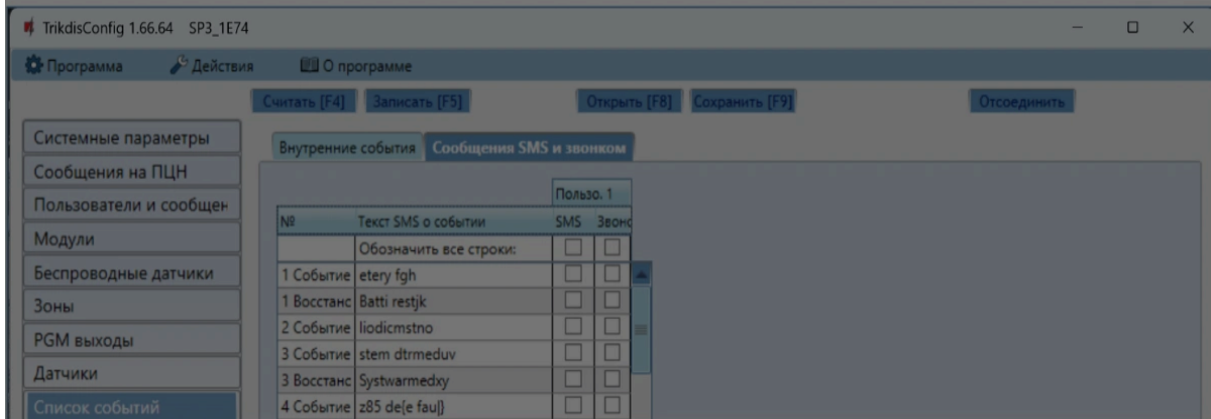 TrikdisConfig 1.66.64 SP3_1E74
Программа Действия О программе
Считать [F4] Записать [F5] Открыть [F8] Сохранить [F9] Отсоединить
Системные параметры
Сообщения на ПЦН
Пользователи и сообщен
Модули
Беспроводные датчики
Зоны
PGM выходы
Датчики
Список событий
Внутренние события Сообщения SMS и звонком
Пользо. 1
№ Текст SMS о событии SMS Звонс
Обозначить все строки:
1 Событие etery fgh
1 Восстанс Batti restjk
2 Событие liodicmstno
3 Событие stem dtrmeduv
3 Восстанс Systwarmedxy
4 Событие z85 de{e fau|}